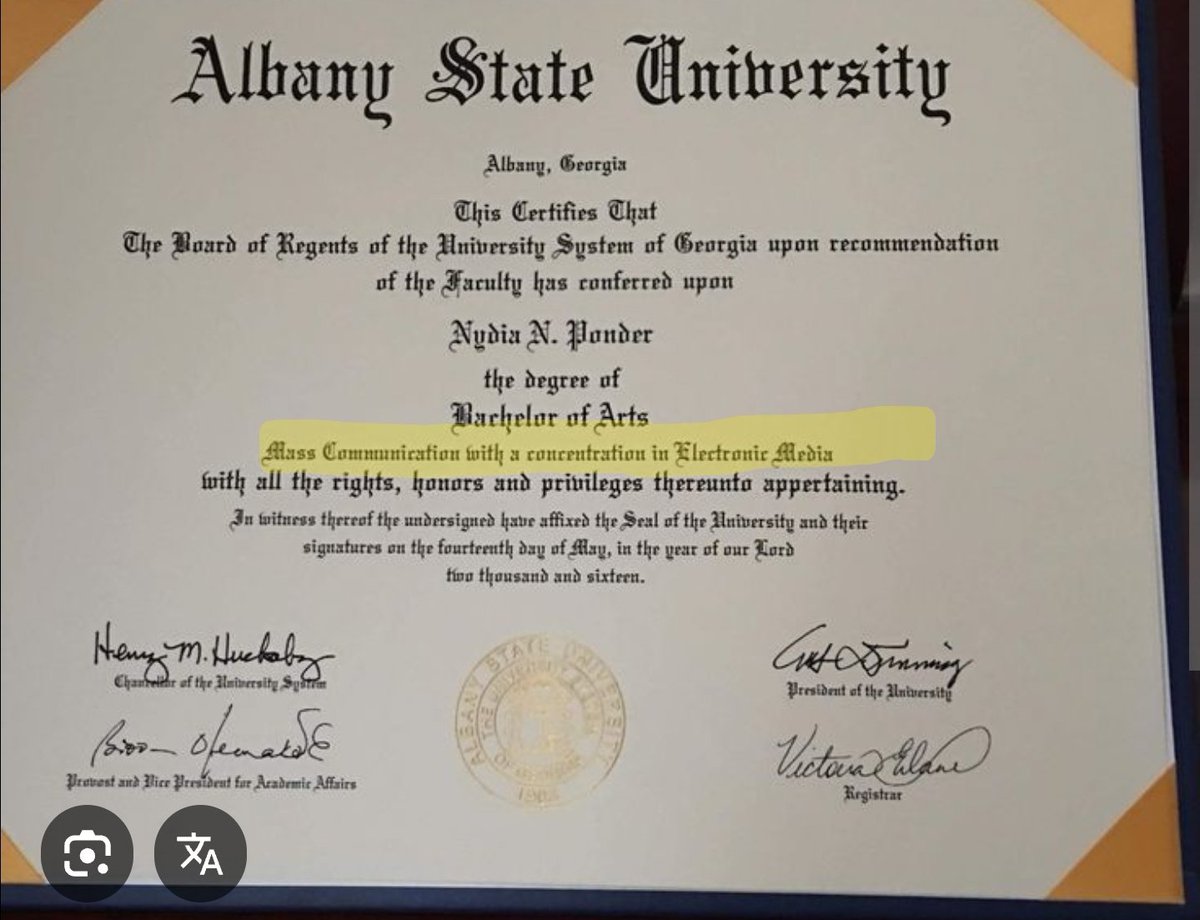 Albany State University
Albany, Georgia
This Certifies That
The Board of Regents of the University System of Georgia upon recommendation
of the Faculty has conferred upon
Nydia N. Ponder
the degree of
Bachelor of Arts
Mass Communication with a concentration in Electronic Media
with all the rights, honors and privileges thereunto appertaining.
In witness thereof the undersigned have affixed the Seal of the University and their
signatures on the fourteenth day of May, in the year of our Lord
two thousand and sixteen.
Henry M. Huckaby
Chancellor of the University System
President of the University
Provost and Vice President for Academic Affairs
Victoria
Registrar
ALBANY STATE UNIVERSITY